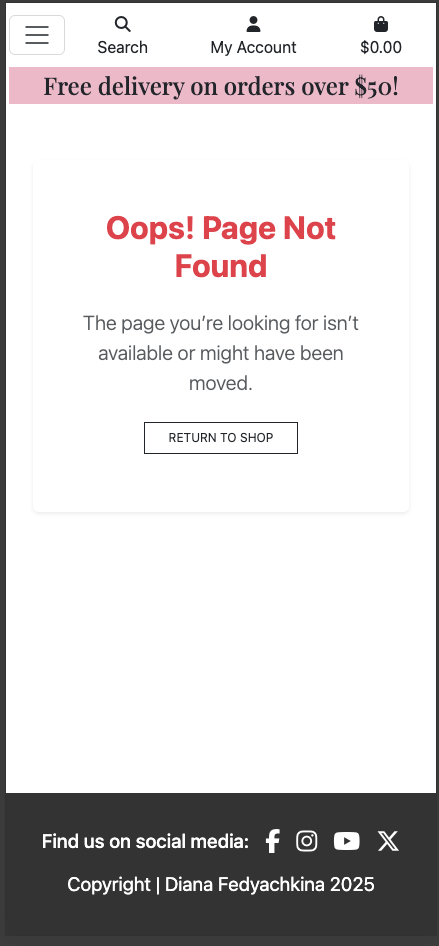 Search My Account $0.00
Free delivery on orders over $50!
Oops! Page Not
Found
The page you’re looking for isn’t
available or might have been
moved.
RETURN TO SHOP
Find us on social media:
Copyright | Diana Fedyachkina 2025